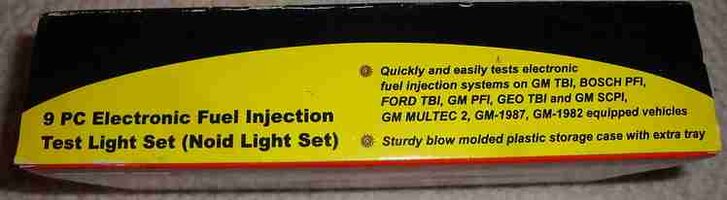 9 PC Electronic Fuel Injection
Test Light Set (Noid Light Set)
Quickly and easily tests electronic
fuel injection systems on GM TBI, BOSCH PFI,
FORD TBI, GM PFI, GEO TBI and GM SCPI,
GM MULTEC 2, GM-1987, GM-1982 equipped vehicles
Sturdy blow molded plastic storage case with extra tray